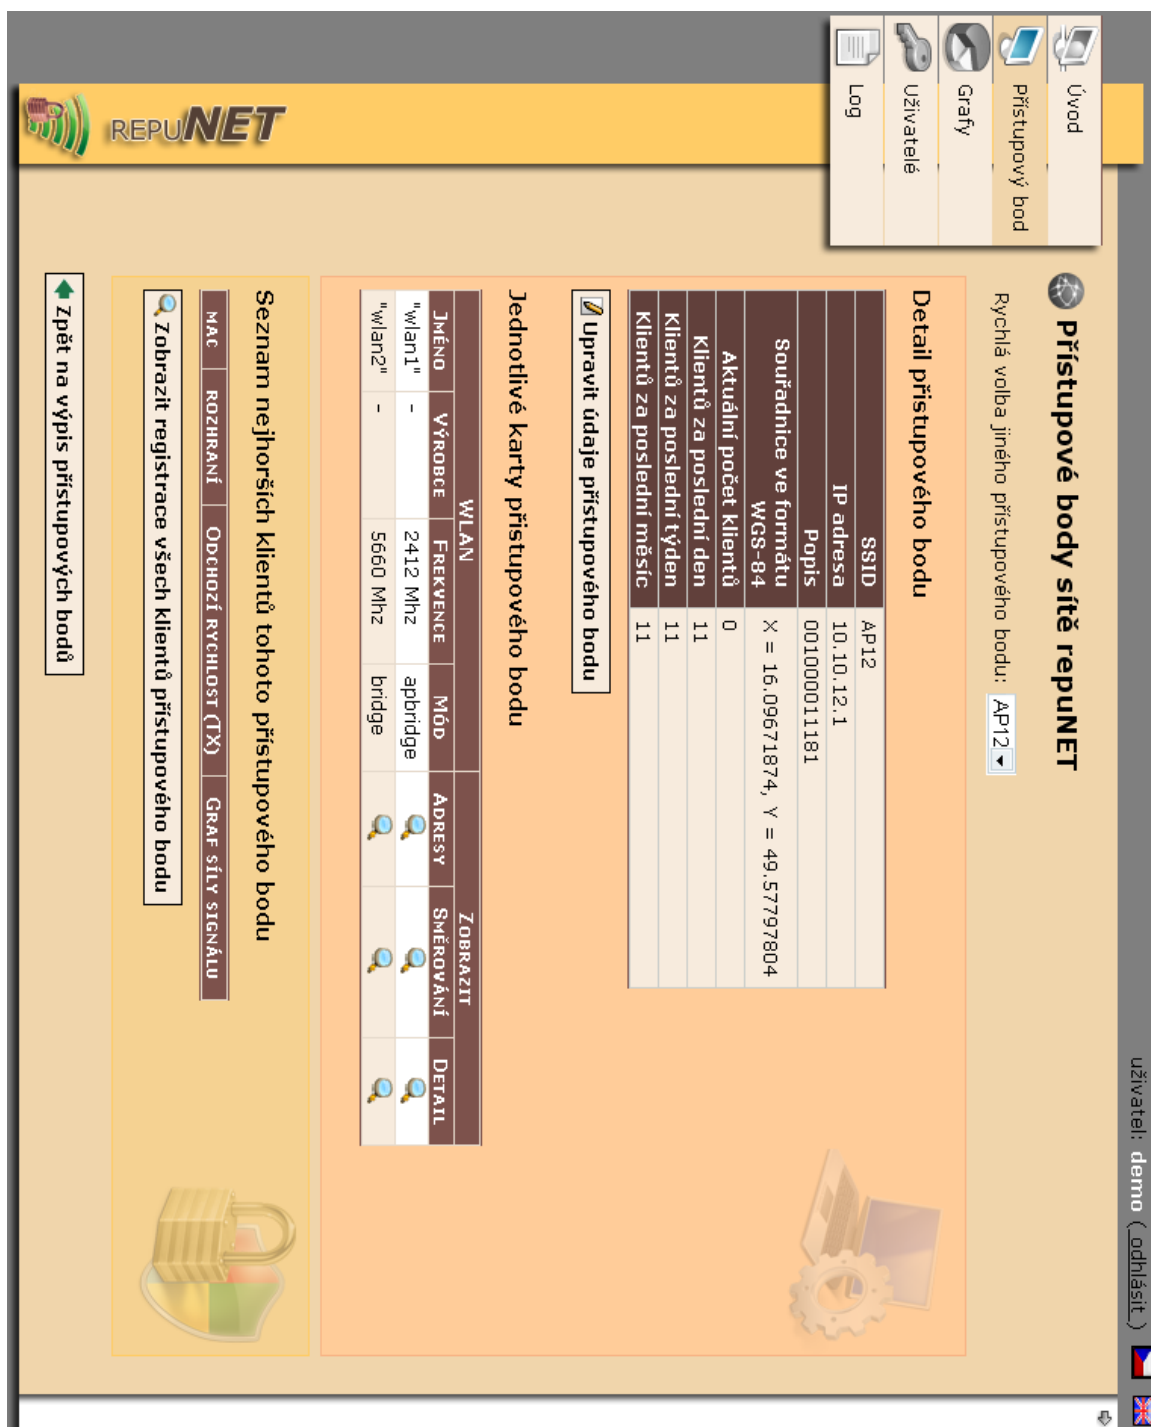 uživatel: demo (_odhlásit_)
Úvod
Přístupový bod
Grafy
Uživatelé
Log
REPUNET
Přístupové body sítě repuNET
Rychlá volba jiného přístupového bodu: AP12
Detail přistupového bodu
SSID AP12
IP adresa 10.10.12.1
Popis 001000011181
Souřadnice ve formátu
WGS-84 X = 16.09671874, Y = 49.57797804
Aktuální počet klientů 0
Klientů za poslední den 11
Klientů za poslední týden 11
Klientů za poslední měsíc 11
Upravit údaje přístupového bodu
Jednotlivé karty přistupového bodu
WLAN ZOBRAZIT
JMÉNO VÝROBCE FREKVENCE MÓD ADRESY SMĚROVÁNÍ DETAIL
"wlan1" - 2412 Mhz apbridge
"wlan2" - 5660 Mhz bridge
Seznam nejhorších klientů tohoto přístupového bodu
MAC ROZHRANÍ ODCHOZÍ RYCHLOST (TX) GRAF SÍLY SIGNÁLU
Zobrazit registrace všech klientů přístupového bodu
Zpět na výpis přístupových bodů